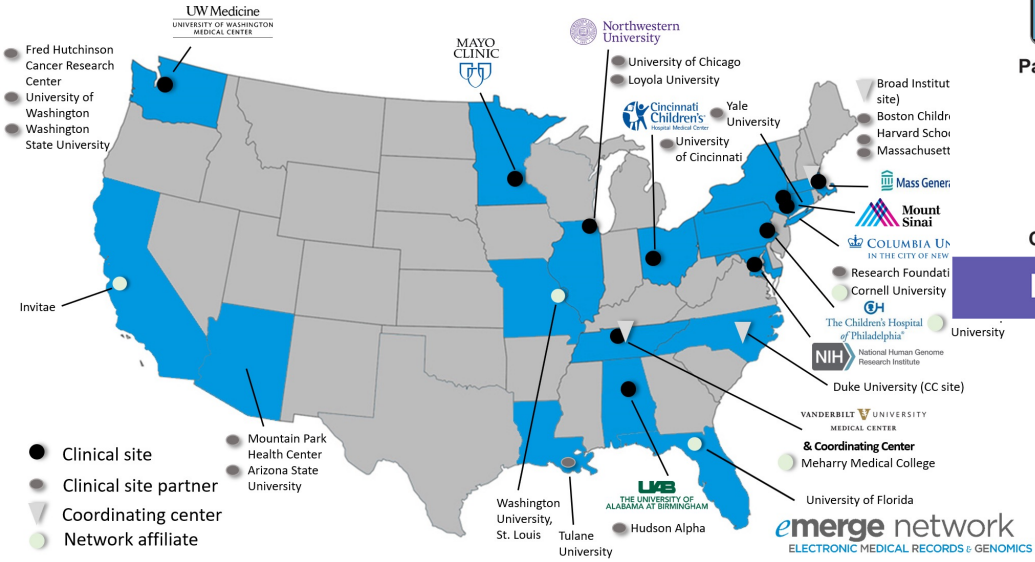 UW Medicine
UNIVERSITY OF WASHINGTON
MEDICAL CENTER
Fred Hutchinson
Cancer Research
Center
University of
Washington
Washington
State University
MAYO
CLINIC
Northwestern
University
University of Chicago
Loyola University
Cincinnati
Children's
Hospital Medical Center
University
of Cincinnati
Yale
University
Broad Institut
site)
Boston Childre
Harvard Schoo
Massachusett
Mass Genera
Mount
Sinai
COLUMBIA UN
IN THE CITY OF NEW
Research Foundati
Cornell University
The Children's Hospital
of Philadelphia
University
NIH
National Human Genome
Research Institute
Duke University (CC site)
VANDERBILT V UNIVERSITY
MEDICAL CENTER
& Coordinating Center
Meharry Medical College
University of Florida
Invitae
Mountain Park
Health Center
Arizona State
University
Washington
University,
St. Louis
Tulane
University
UAB
THE UNIVERSITY OF
ALABAMA AT BIRMINGHAM
Hudson Alpha
Clinical site
Clinical site partner
Coordinating center
Network affiliate
emerge network
ELECTRONIC MEDICAL RECORDS & GENOMICS
Pa